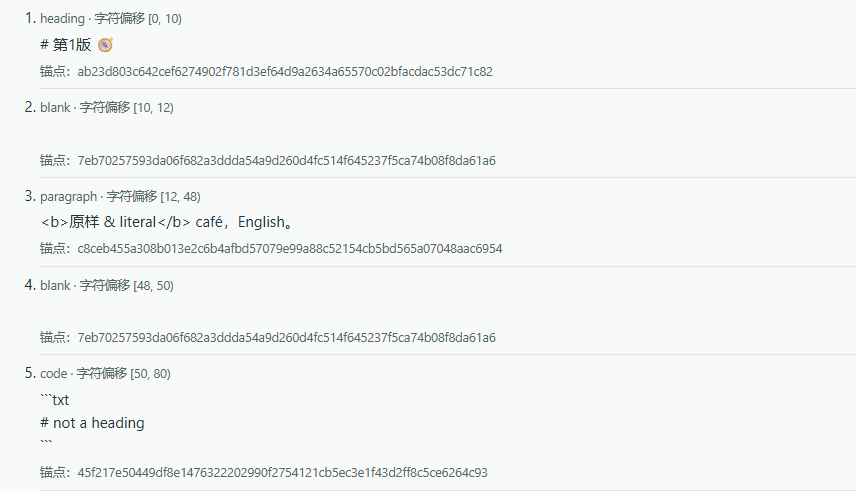 1. heading · 字符偏移 [0, 10)
# 第1版 🧭
锚点：ab23d803c642cef6274902f781d3ef64d9a2634a65570c02bfacdac53dc71c82
2. blank · 字符偏移 [10, 12)
锚点：7eb70257593da06f682a3ddda54a9d260d4fc514f645237f5ca74b08f8da61a6
3. paragraph · 字符偏移 [12, 48)
<b>原样 & literal</b> café，English。
锚点：c8ceb455a308b013e2c6b4afbd57079e99a88c52154cb5bd565a07048aac6954
4. blank · 字符偏移 [48, 50)
锚点：7eb70257593da06f682a3ddda54a9d260d4fc514f645237f5ca74b08f8da61a6
5. code · 字符偏移 [50, 80)
```txt
# not a heading
```
锚点：45f217e50449df8e1476322202990f2754121cb5ec3e1f43d2ff8c5ce6264c93